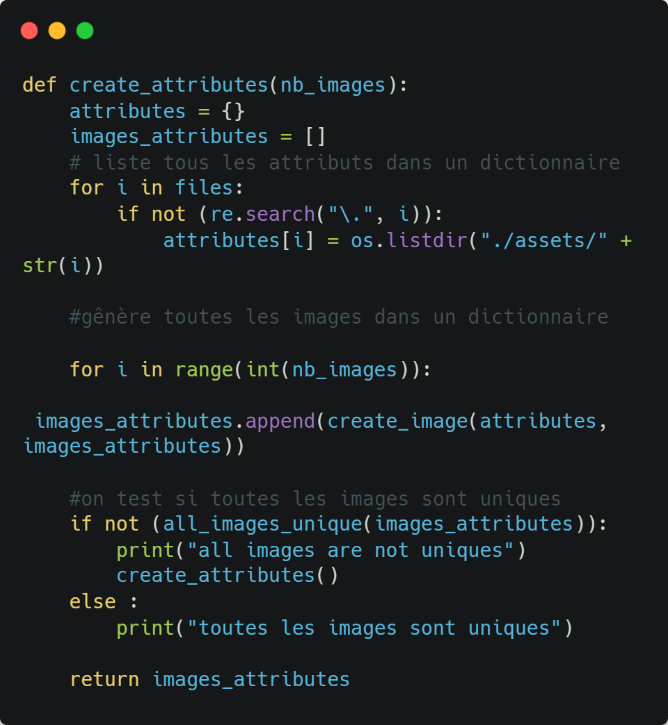 def create_attributes(nb_images):
    attributes = {}
    images_attributes = []
    # liste tous les attributs dans un dictionnaire
    for i in files:
        if not (re.search("\.", i)):
            attributes[i] = os.listdir("./assets/" +
str(i))

    #gênère toutes les images dans un dictionnaire

    for i in range(int(nb_images)):

 images_attributes.append(create_image(attributes,
images_attributes))

    #on test si toutes les images sont uniques
    if not (all_images_unique(images_attributes)):
        print("all images are not uniques")
        create_attributes()
    else :
        print("toutes les images sont uniques")

    return images_attributes